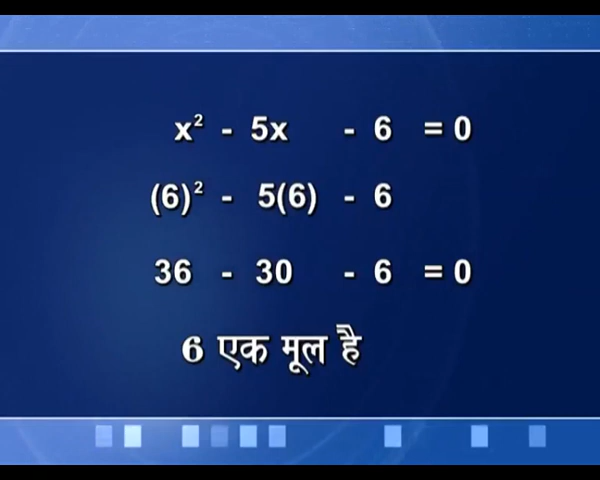 x² - 5x - 6 = 0
(6)² - 5(6) - 6
36 - 30 - 6 = 0
6 एक मूल है